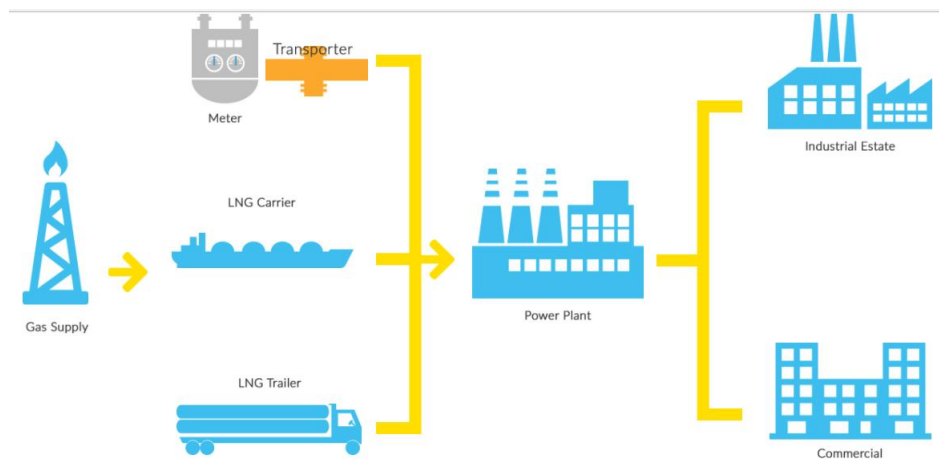 Transporter
Meter
Industrial Estate
LNG Carrier
Gas Supply
Power Plant
LNG Trailer
Commercial